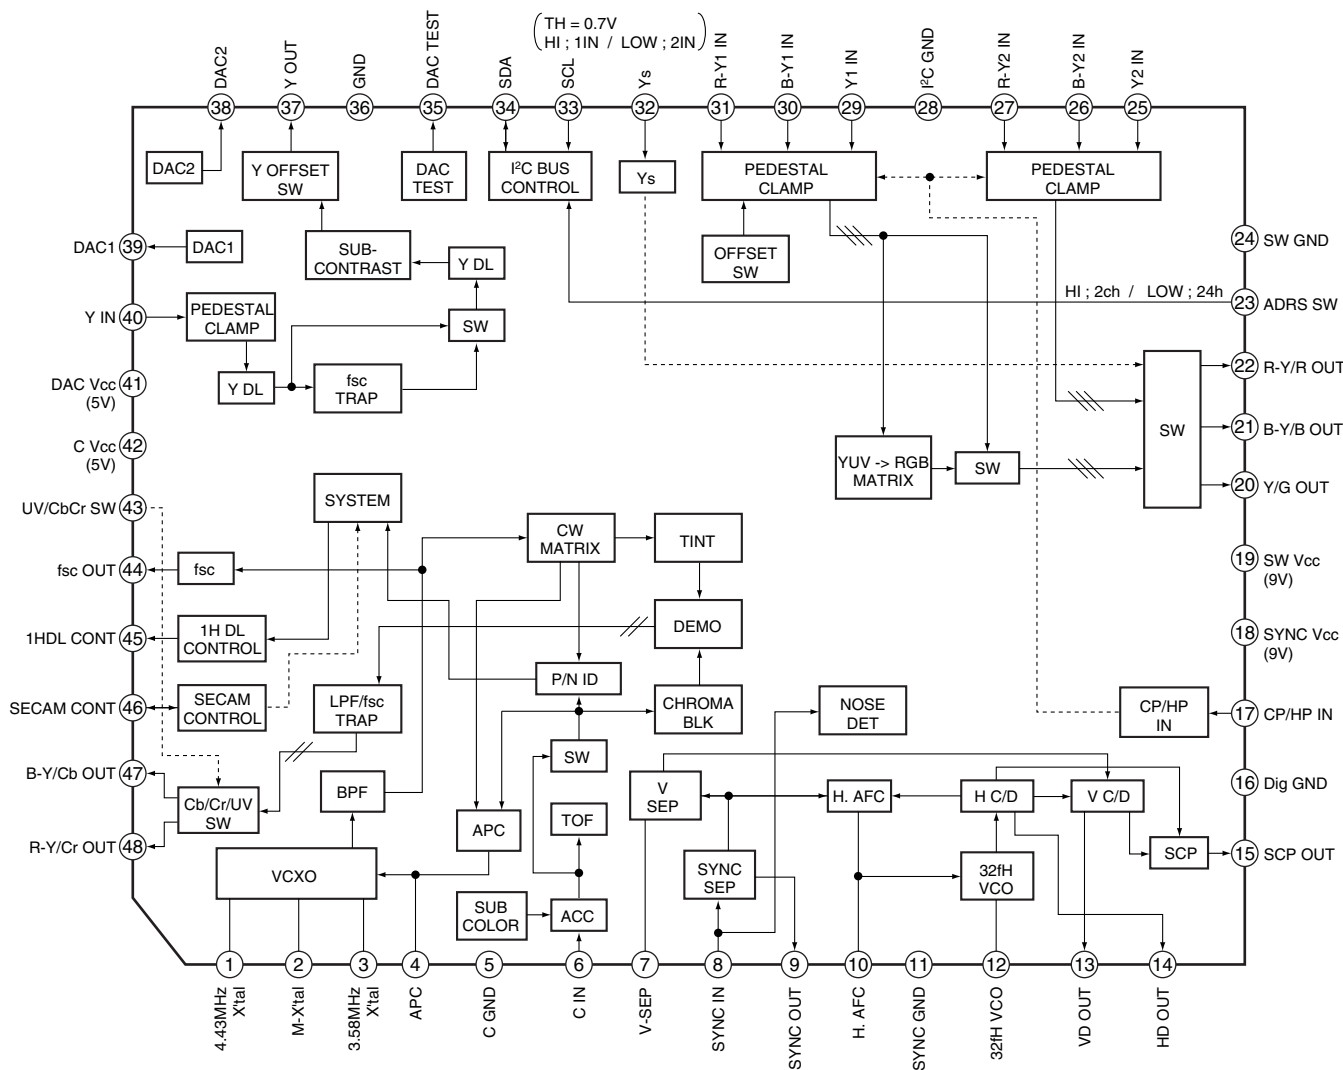 ( TH = 0.7V
HI ; 1IN / LOW ; 2IN )
DAC2
Y OUT
GND
DAC TEST
SDA
SCL
Ys
R-Y1 IN
B-Y1 IN
Y1 IN
I²C GND
R-Y2 IN
B-Y2 IN
Y2 IN
38
37
36
35
34
33
32
31
30
29
28
27
26
25
DAC2
Y OFFSET
SW
DAC
TEST
I²C BUS
CONTROL
Ys
PEDESTAL
CLAMP
PEDESTAL
CLAMP
DAC1 39
DAC1
SUB-
CONTRAST
Y DL
OFFSET
SW
24 SW GND
HI ; 2ch / LOW ; 24h
23 ADRS SW
Y IN 40
PEDESTAL
CLAMP
SW
DAC Vcc 41
(5V)
Y DL
fsc
TRAP
22 R-Y/R OUT
SW
21 B-Y/B OUT
C Vcc 42
(5V)
YUV -> RGB
MATRIX
SW
20 Y/G OUT
UV/CbCr SW 43
SYSTEM
CW
MATRIX
TINT
fsc OUT 44
fsc
19 SW Vcc
(9V)
1HDL CONT 45
1H DL
CONTROL
DEMO
18 SYNC Vcc
(9V)
SECAM CONT 46
SECAM
CONTROL
LPF/fsc
TRAP
P/N ID
CHROMA
BLK
NOSE
DET
CP/HP
IN
17 CP/HP IN
B-Y/Cb OUT 47
SW
Cb/Cr/UV
SW
BPF
V
SEP
H. AFC
H C/D
V C/D
16 Dig GND
R-Y/Cr OUT 48
APC
TOF
SCP
15 SCP OUT
VCXO
SYNC
SEP
32fH
VCO
SUB
COLOR
ACC
1
2
3
4
5
6
7
8
9
10
11
12
13
14
4.43MHz
X'tal
M-X'tal
3.58MHz
X'tal
APC
C GND
C IN
V-SEP
SYNC IN
SYNC OUT
H. AFC
SYNC GND
32fH VCO
VD OUT
HD OUT